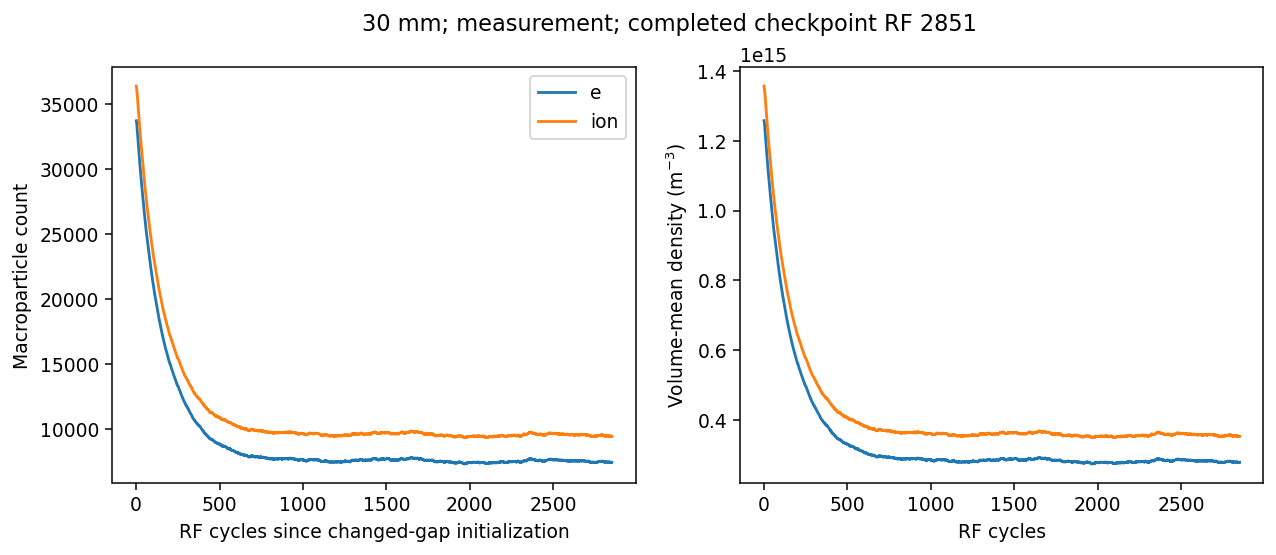 30 mm; measurement; completed checkpoint RF 2851
Macroparticle count
35000
30000
25000
20000
15000
10000
0 500 1000 1500 2000 2500
RF cycles since changed-gap initialization
e
ion
1e15
Volume-mean density (m⁻³)
1.4
1.2
1.0
0.8
0.6
0.4
0 500 1000 1500 2000 2500
RF cycles